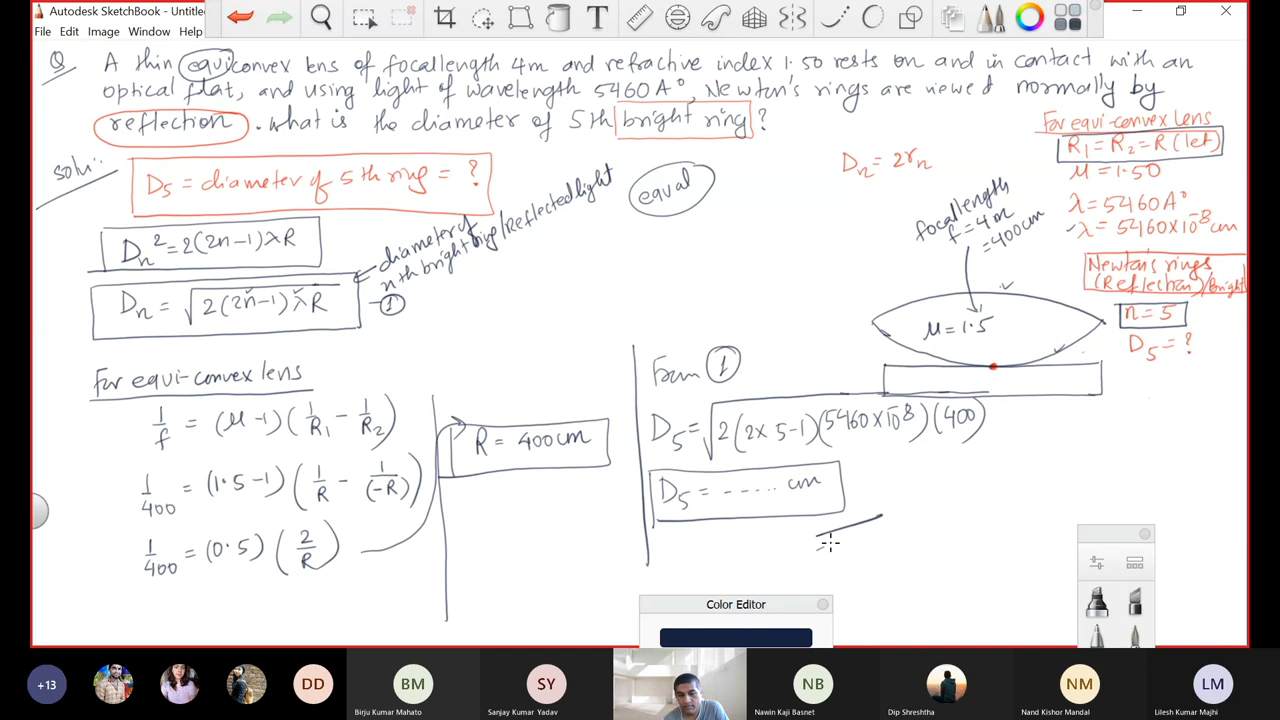 Autodesk SketchBook - Untitle
File Edit Image Window Help
Q A thin equiconvex lens of focal length 4m and refractive index 1.50 rests on and in contact with an
optical flat, and using light of wavelength 5460 A°, Newton's rings are viewed normally by
reflection. What is the diameter of 5th bright ring?
soln:
D5 = diameter of 5th ring = ?
Dn² = 2(2n-1)λR
Dn = √2(2n-1)λR
①
diameter of
nth bright ring/Reflected light
equal
Dn = 2rn
For equi-convex lens
R1 = R2 = R (let)
μ = 1.50
λ = 5460 A°
λ = 5460×10⁻⁸ cm
Newton's rings
(Reflection)/Bright
n = 5
D5 = ?
focal length
f = 4m
= 400cm
μ = 1.5
For equi-convex lens
1/f = (μ-1)(1/R1 - 1/R2)
1/400 = (1.5-1)(1/R - 1/(-R))
1/400 = (0.5)(2/R)
R = 400cm
From ①
D5 = √2(2×5-1)(5460×10⁻⁸)(400)
D5 = ----.. cm
Color Editor
+13
DD
BM
Birju Kumar Mahato
SY
Sanjay Kumar Yadav
NB
Nawin Kaji Basnet
Dip Shreshtha
NM
Nand Kishor Mandal
LM
Lilesh Kumar Majhi